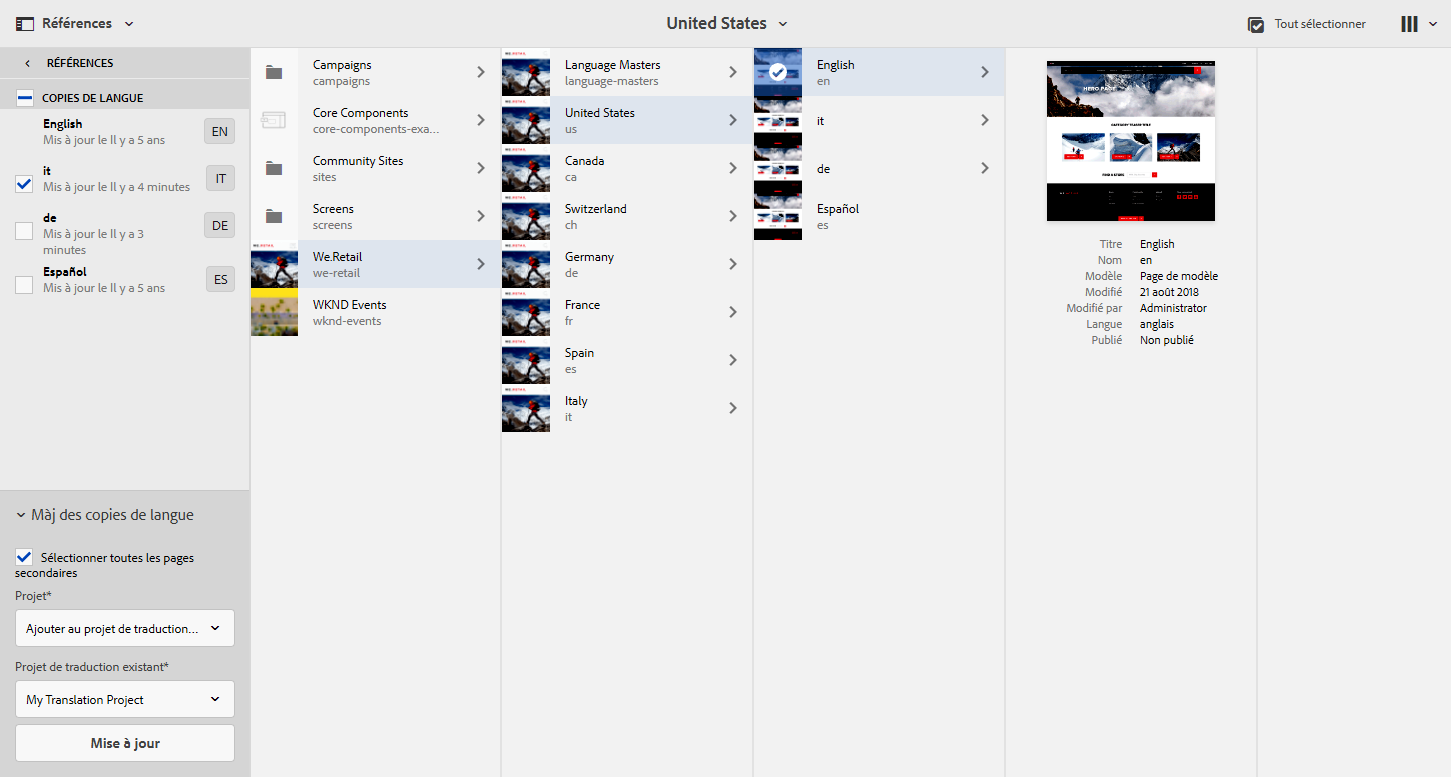 Références
United States
Tout sélectionner
RÉFÉRENCES
COPIES DE LANGUE
English
Mis à jour le Il y a 5 ans
EN
it
Mis à jour le Il y a 4 minutes
IT
de
Mis à jour le Il y a 3
minutes
DE
Español
Mis à jour le Il y a 5 ans
ES
Màj des copies de langue
Sélectionner toutes les pages
secondaires
Projet*
Ajouter au projet de traduction...
Projet de traduction existant*
My Translation Project
Mise à jour
Campaigns
campaigns
Core Components
core-components-exa...
Community Sites
sites
Screens
screens
We.Retail
we-retail
WKND Events
wknd-events
Language Masters
language-masters
United States
us
Canada
ca
Switzerland
ch
Germany
de
France
fr
Spain
es
Italy
it
English
en
it
de
Español
es
HERO PAGE
Titre English
Nom en
Modèle Page de modèle
Modifié 21 août 2018
Modifié par Administrator
Langue anglais
Publié Non publié